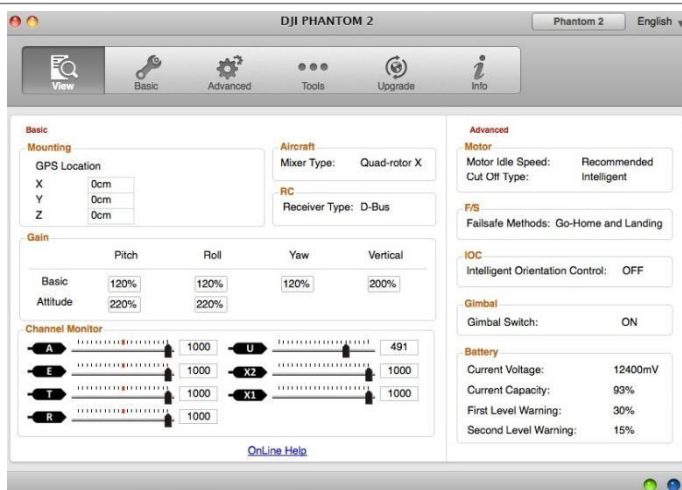 DJI PHANTOM 2
Phantom 2 English
View Basic Advanced Tools Upgrade Info
Basic
Mounting
GPS Location
X 0cm
Y 0cm
Z 0cm
Aircraft
Mixer Type: Quad-rotor X
RC
Receiver Type: D-Bus
Gain
Pitch Roll Yaw Vertical
Basic 120% 120% 120% 200%
Attitude 220% 220%
Channel Monitor
A 1000 U 491
E 1000 X2 1000
T 1000 X1 1000
R 1000
OnLine Help
Advanced
Motor
Motor Idle Speed: Recommended
Cut Off Type: Intelligent
F/S
Failsafe Methods: Go-Home and Landing
IOC
Intelligent Orientation Control: OFF
Gimbal
Gimbal Switch: ON
Battery
Current Voltage: 12400mV
Current Capacity: 93%
First Level Warning: 30%
Second Level Warning: 15%